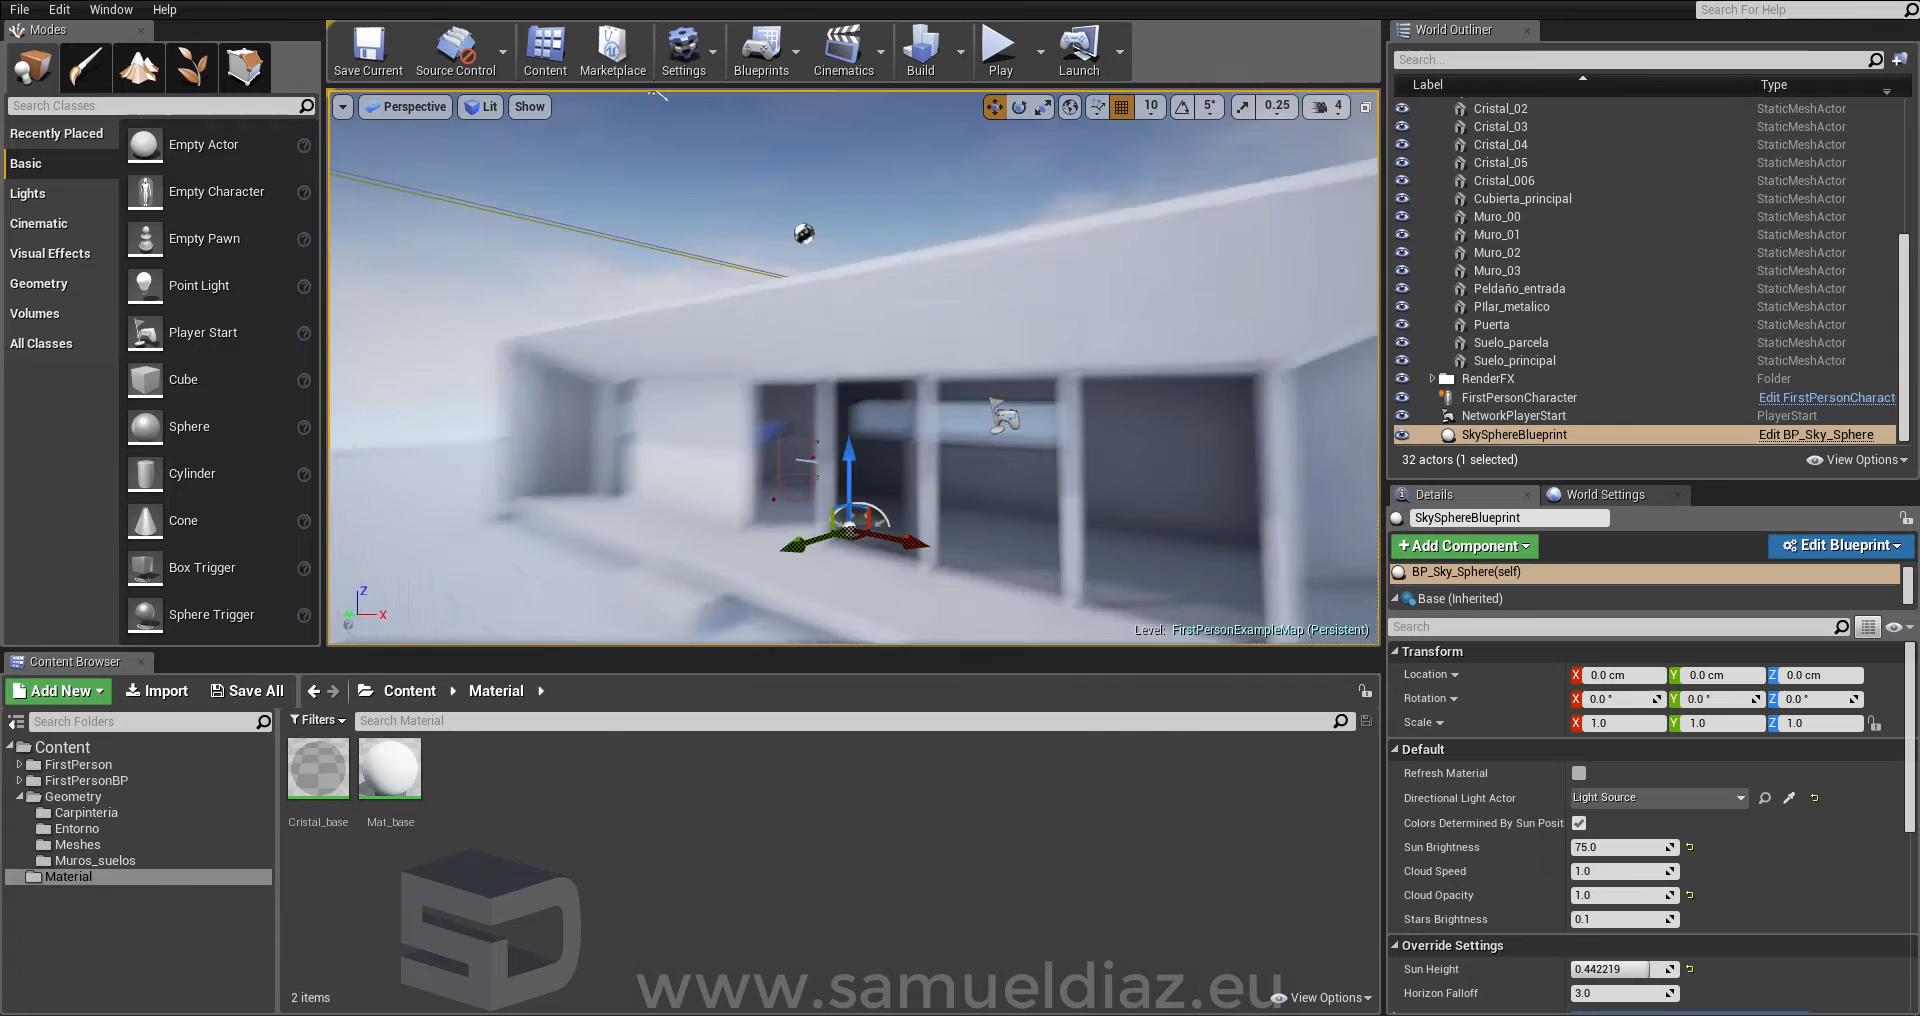 File Edit Window Help
Search For Help
Modes
Save Current
Source Control
Content
Marketplace
Settings
Blueprints
Cinematics
Build
Play
Launch
Search Classes
Recently Placed
Basic
Lights
Cinematic
Visual Effects
Geometry
Volumes
All Classes
Empty Actor
Empty Character
Empty Pawn
Point Light
Player Start
Cube
Sphere
Cylinder
Cone
Box Trigger
Sphere Trigger
Perspective Lit Show
10 5° 0.25 4
Z
X
Level: FirstPersonExampleMap (Persistent)
World Outliner
Search...
Label Type
Cristal_02 StaticMeshActor
Cristal_03 StaticMeshActor
Cristal_04 StaticMeshActor
Cristal_05 StaticMeshActor
Cristal_006 StaticMeshActor
Cubierta_principal StaticMeshActor
Muro_00 StaticMeshActor
Muro_01 StaticMeshActor
Muro_02 StaticMeshActor
Muro_03 StaticMeshActor
Peldaño_entrada StaticMeshActor
PIlar_metalico StaticMeshActor
Puerta StaticMeshActor
Suelo_parcela StaticMeshActor
Suelo_principal StaticMeshActor
RenderFX Folder
FirstPersonCharacter Edit FirstPersonCharact
NetworkPlayerStart PlayerStart
SkySphereBlueprint Edit BP_Sky_Sphere
32 actors (1 selected) View Options
Details World Settings
SkySphereBlueprint
+Add Component Edit Blueprint
BP_Sky_Sphere(self)
Base (Inherited)
Search
Transform
Location X 0.0 cm Y 0.0 cm Z 0.0 cm
Rotation X 0.0 ° Y 0.0 ° Z 0.0 °
Scale X 1.0 Y 1.0 Z 1.0
Default
Refresh Material
Directional Light Actor Light Source
Colors Determined By Sun Posit
Sun Brightness 75.0
Cloud Speed 1.0
Cloud Opacity 1.0
Stars Brightness 0.1
Override Settings
Sun Height 0.442219
Horizon Falloff 3.0
Content Browser
Add New Import Save All Content Material
Search Folders
Filters Search Material
Content
FirstPerson
FirstPersonBP
Geometry
Carpinteria
Entorno
Meshes
Muros_suelos
Material
Cristal_base
Mat_base
2 items
View Options
SD
www.samueldiaz.eu